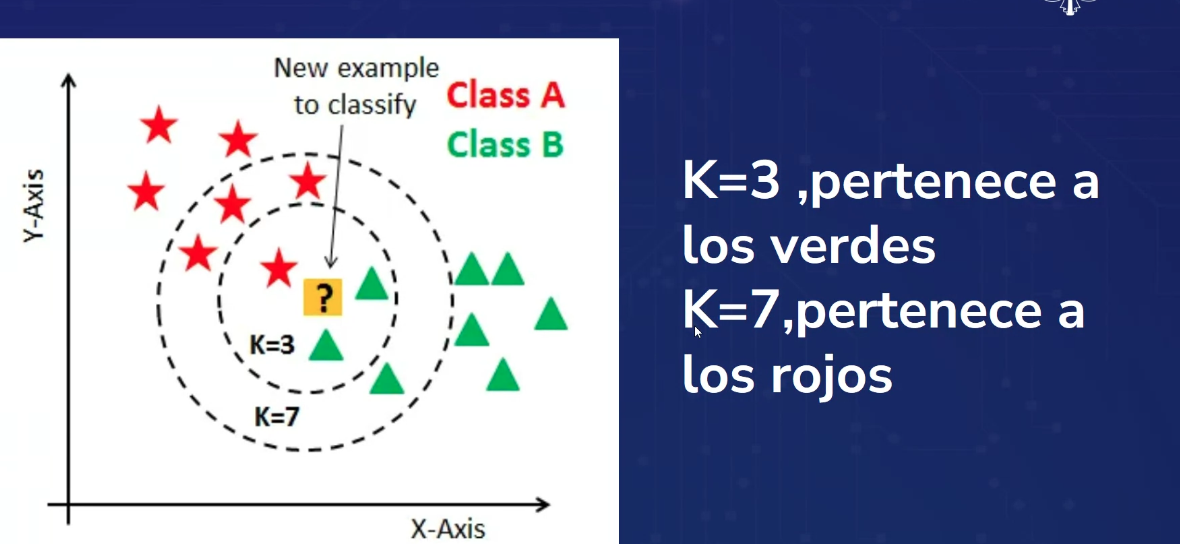 New example
to classify
Class A
Class B
Y-Axis
?
K=3
K=7
X-Axis
K=3 ,pertenece a
los verdes
K=7,pertenece a
los rojos